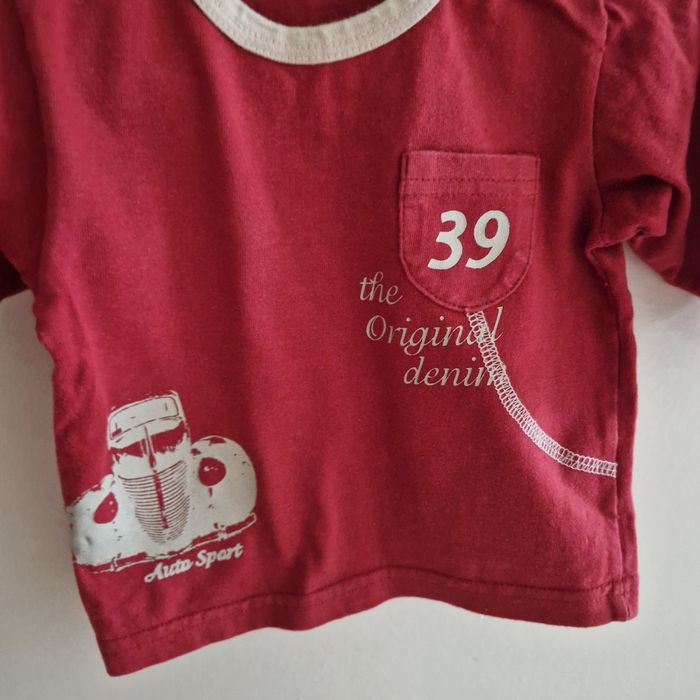 39
the
Original
denim
Auto Sport